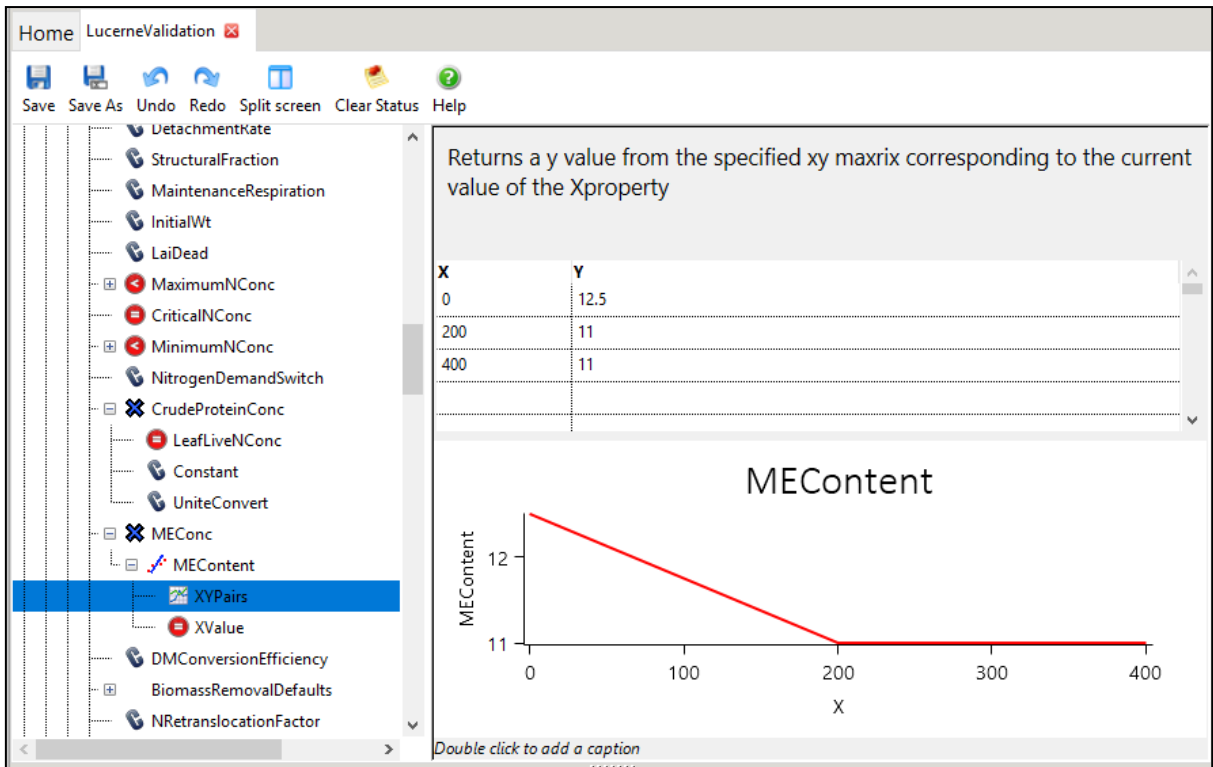 Home LucerneValidation
Save Save As Undo Redo Split screen Clear Status Help
DetachmentRate
StructuralFraction
MaintenanceRespiration
InitialWt
LaiDead
MaximumNConc
CriticalNConc
MinimumNConc
NitrogenDemandSwitch
CrudeProteinConc
LeafLiveNConc
Constant
UniteConvert
MEConc
MEContent
XYPairs
XValue
DMConversionEfficiency
BiomassRemovalDefaults
NRetranslocationFactor
Returns a y value from the specified xy maxrix corresponding to the current
value of the Xproperty
X Y
0 12.5
200 11
400 11
MEContent
MEContent
12
11
0 100 200 300 400
X
Double click to add a caption